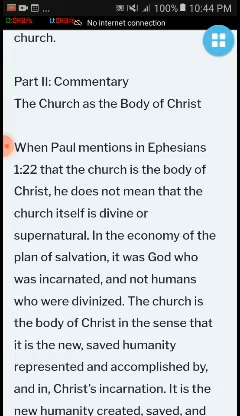 0:0KB/s U:0KB/s 100% 10:44 PM
No internet connection
church.
Part II: Commentary
The Church as the Body of Christ
When Paul mentions in Ephesians
1:22 that the church is the body of
Christ, he does not mean that the
church itself is divine or
supernatural. In the economy of the
plan of salvation, it was God who
was incarnated, and not humans
who were divinized. The church is
the body of Christ in the sense that
it is the new, saved humanity
represented and accomplished by,
and in, Christ's incarnation. It is the
new humanity created, saved, and